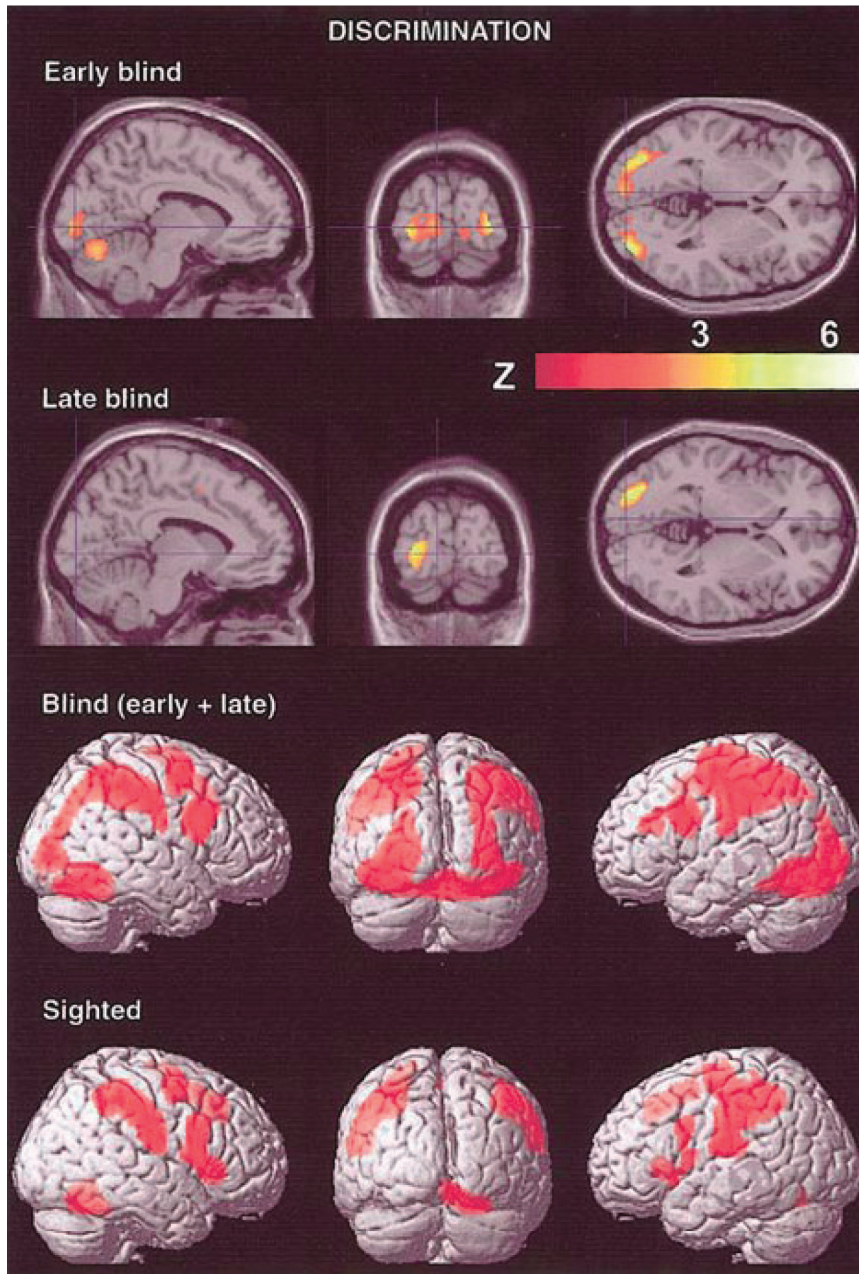 DISCRIMINATION
Early blind
3 6
Z
Late blind
Blind (early + late)
Sighted